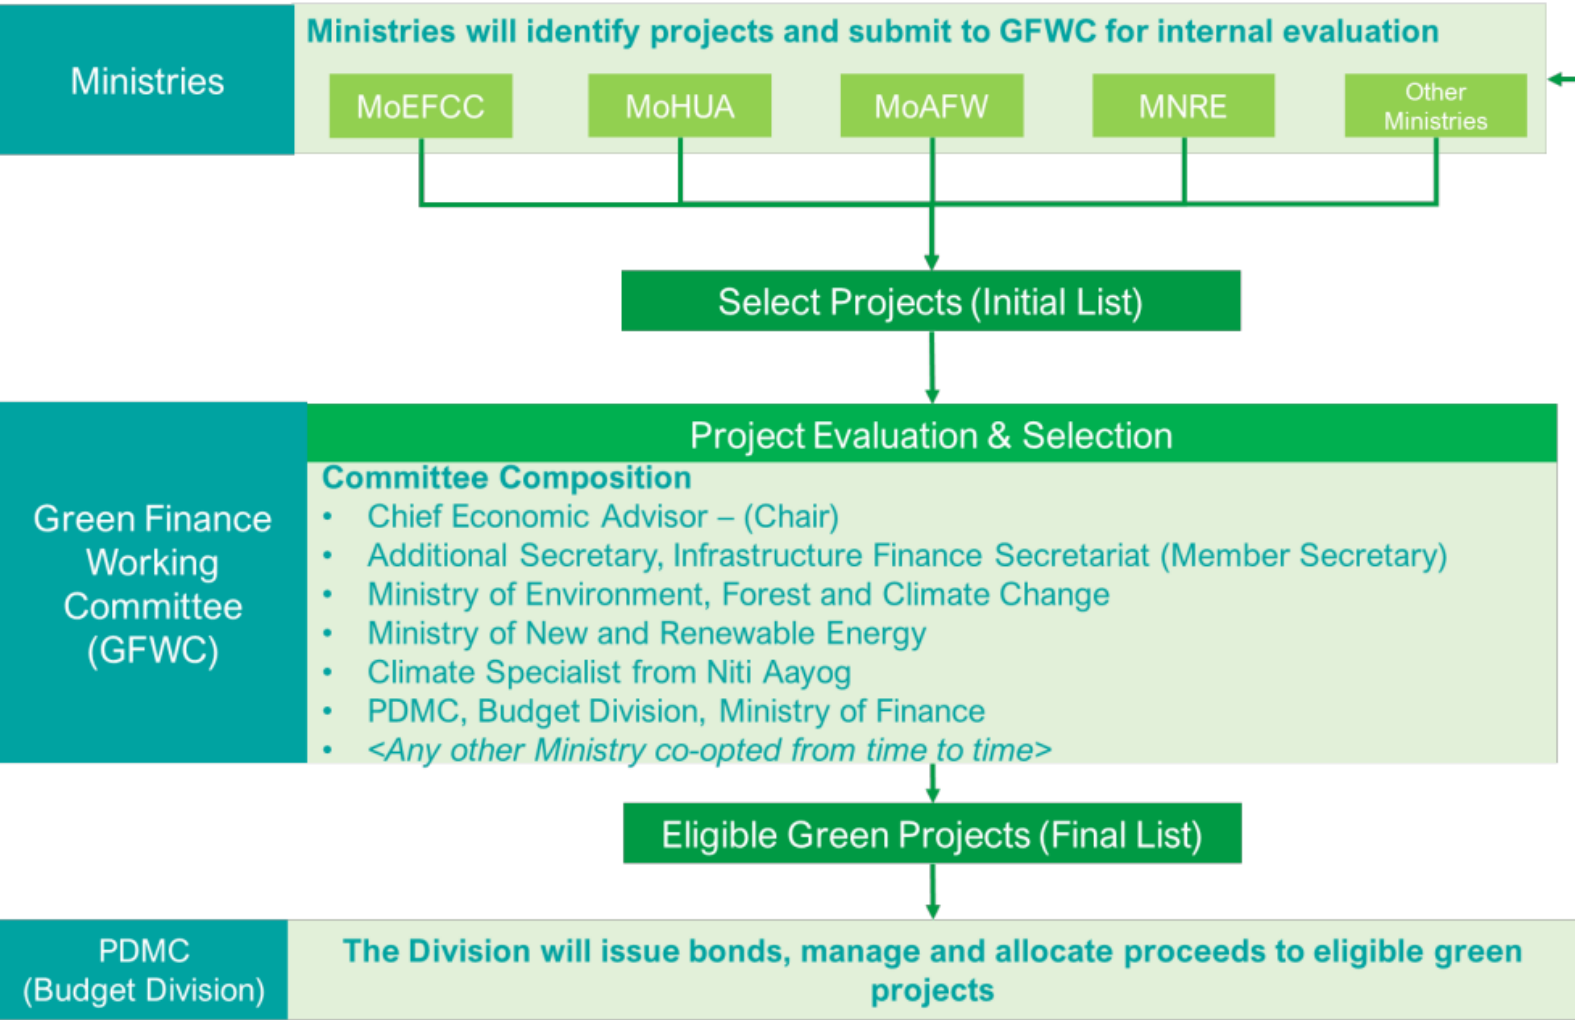 Ministries
Ministries will identify projects and submit to GFWC for internal evaluation
MoEFCC
MoHUA
MoAFW
MNRE
Other
Ministries
Select Projects (Initial List)
Green Finance
Working
Committee
(GFWC)
Project Evaluation & Selection
Committee Composition
• Chief Economic Advisor – (Chair)
• Additional Secretary, Infrastructure Finance Secretariat (Member Secretary)
• Ministry of Environment, Forest and Climate Change
• Ministry of New and Renewable Energy
• Climate Specialist from Niti Aayog
• PDMC, Budget Division, Ministry of Finance
• <Any other Ministry co-opted from time to time>
Eligible Green Projects (Final List)
PDMC
(Budget Division)
The Division will issue bonds, manage and allocate proceeds to eligible green
projects